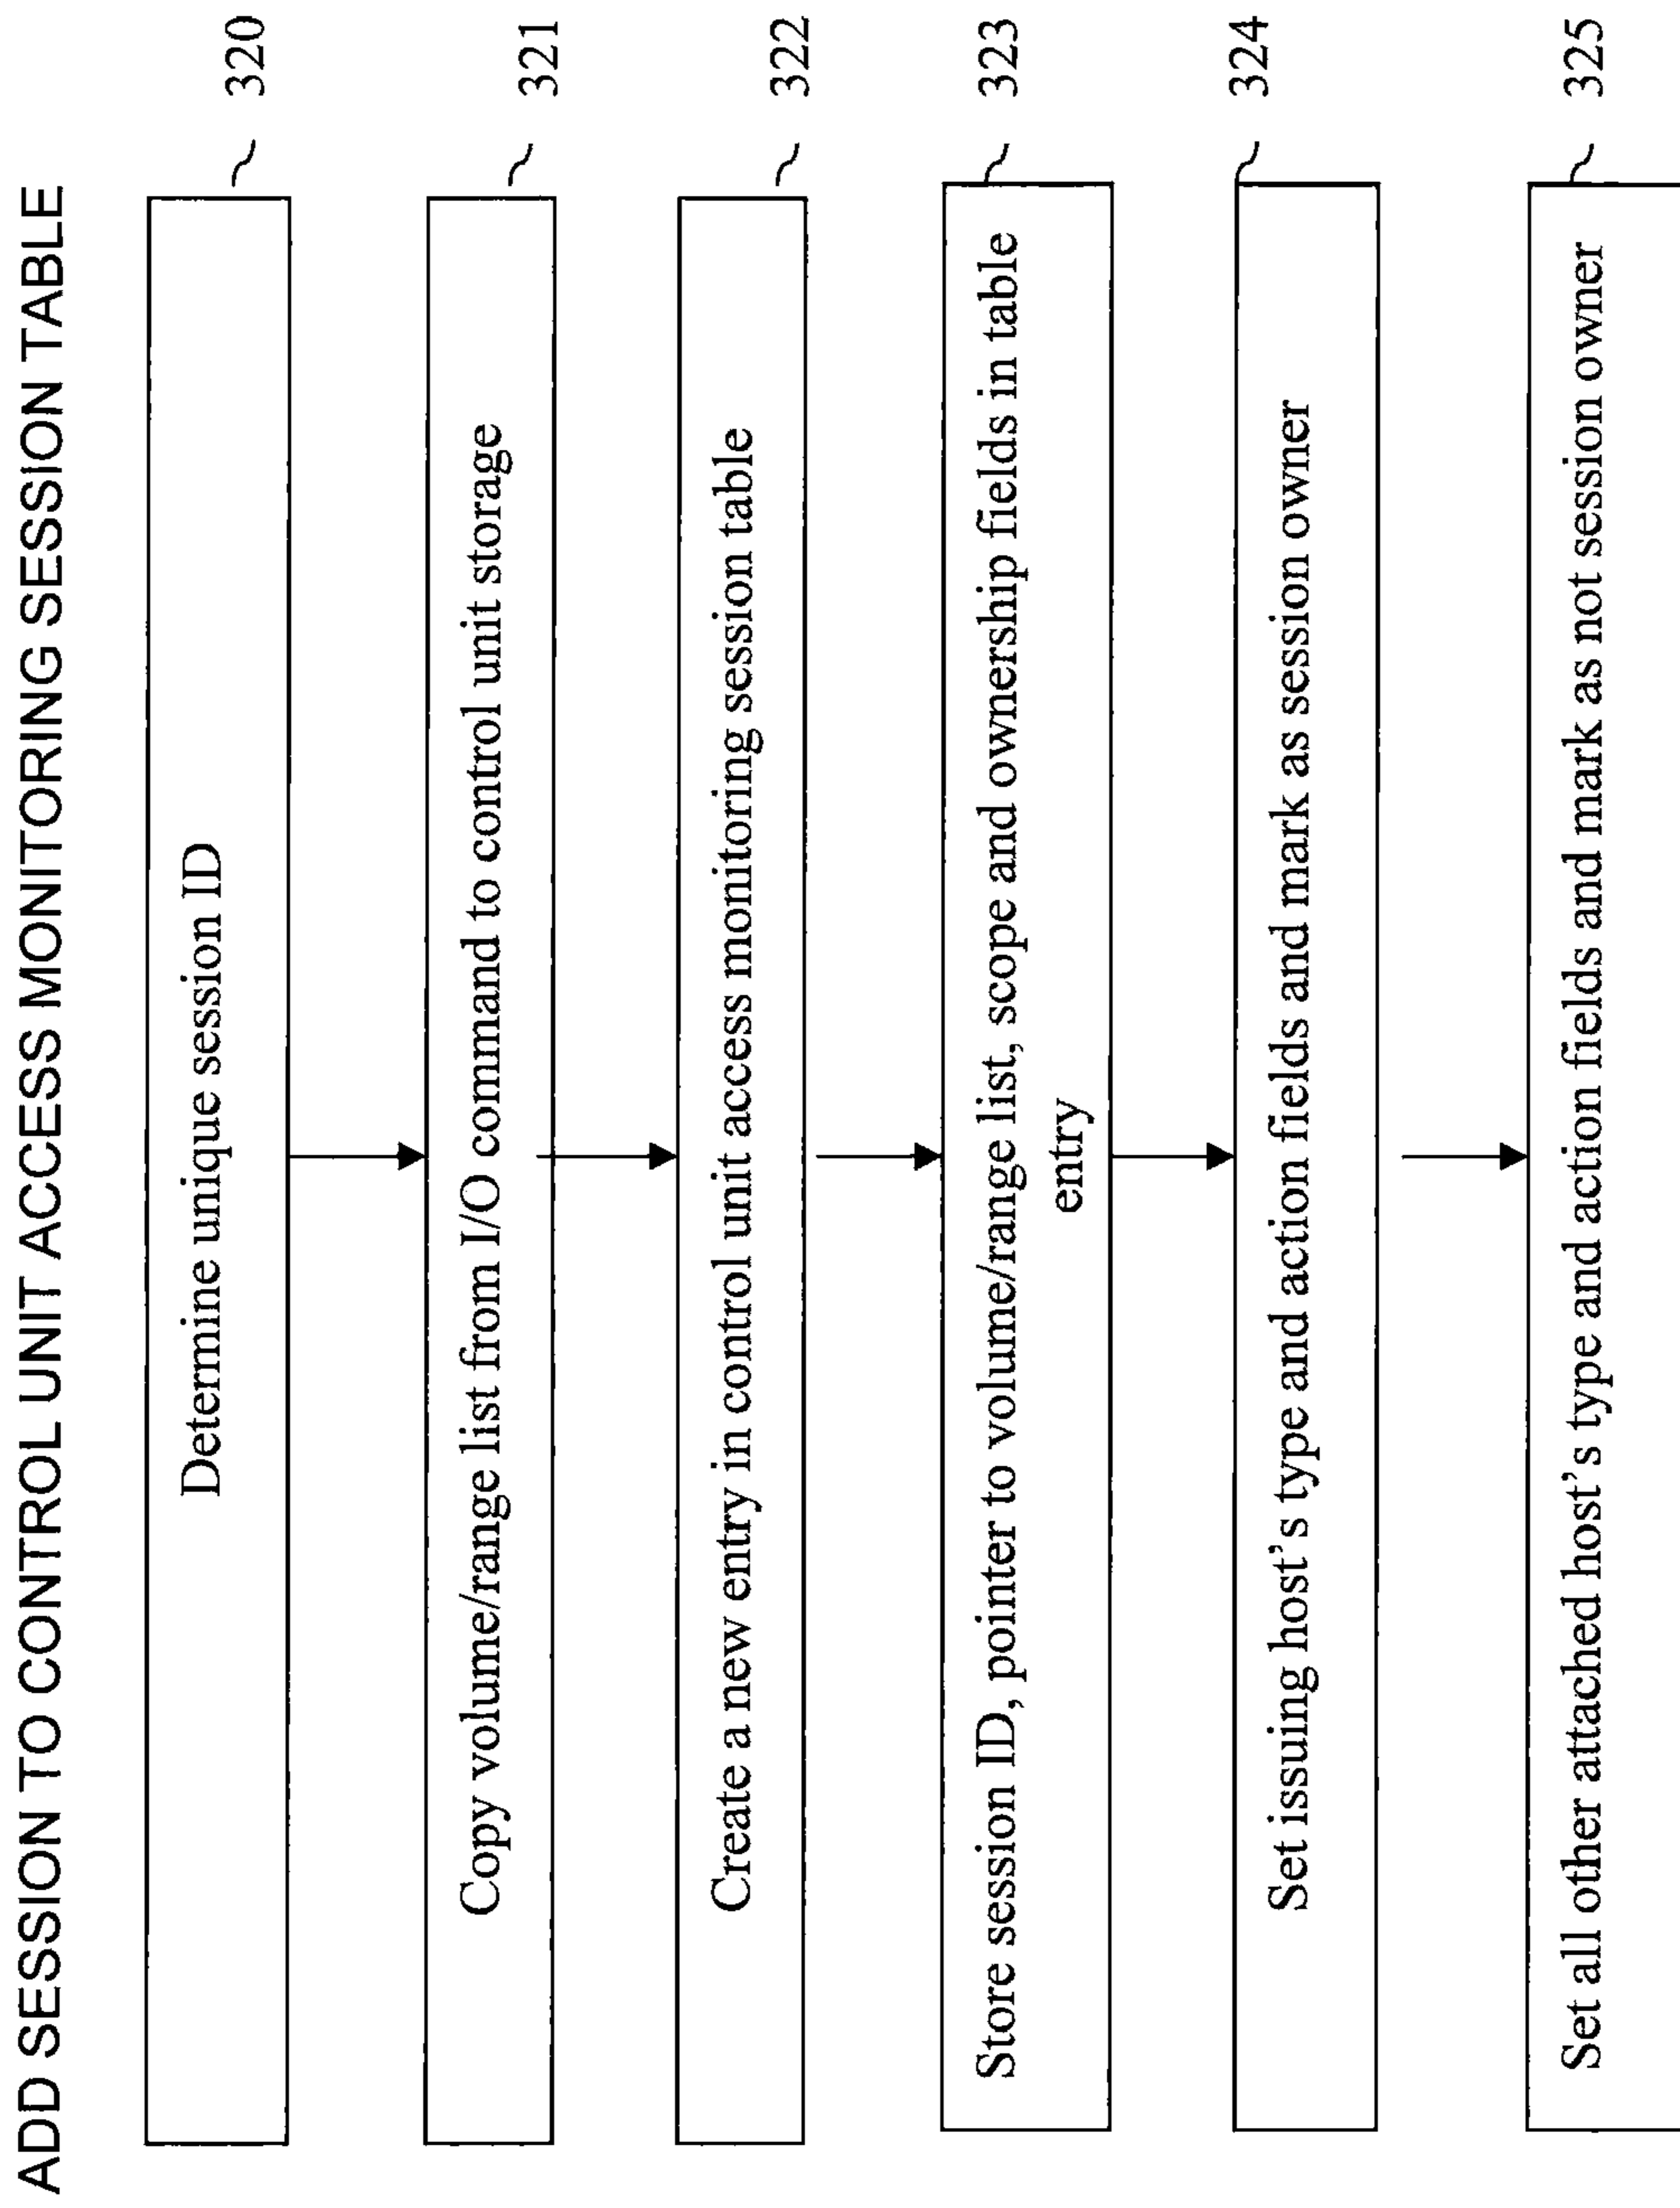 ADD SESSION TO CONTROL UNIT ACCESS MONITORING SESSION TABLE
Determine unique session ID
320
Copy volume/range list from I/O command to control unit storage
321
Create a new entry in control unit access monitoring session table
322
Store session ID, pointer to volume/range list, scope and ownership fields in table
entry
323
Set issuing host's type and action fields and mark as session owner
324
Set all other attached host's type and action fields and mark as not session owner
325